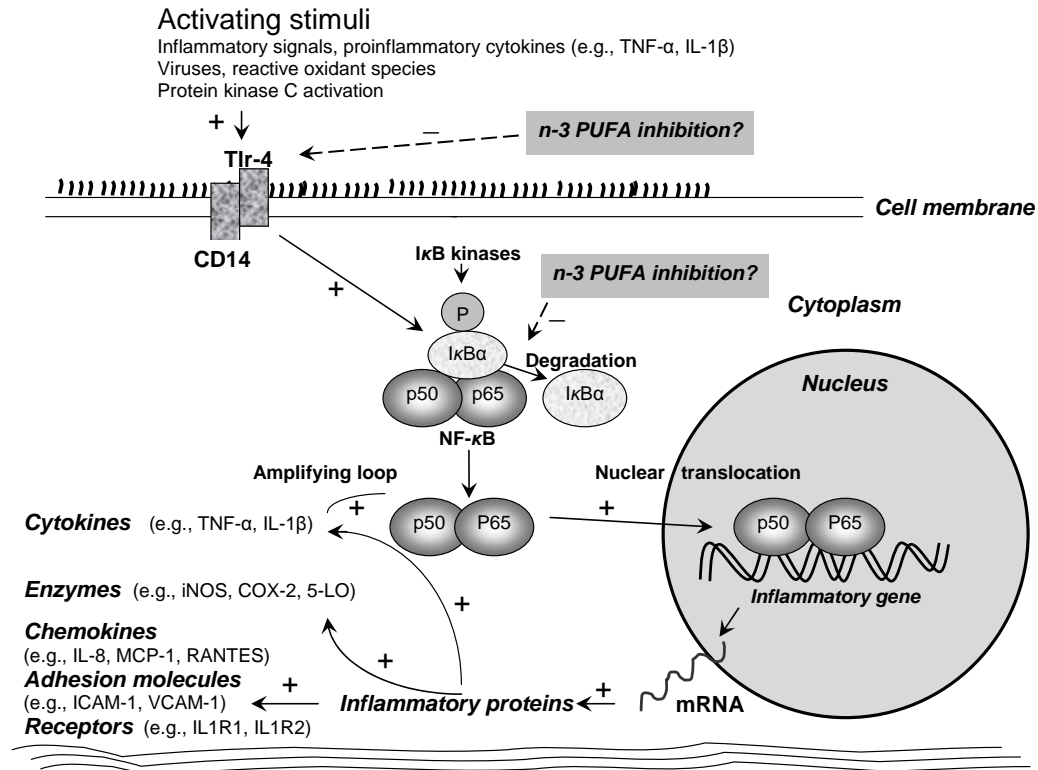 Activating stimuli
Inflammatory signals, proinflammatory cytokines (e.g., TNF-α, IL-1β)
Viruses, reactive oxidant species
Protein kinase C activation
+
–
n-3 PUFA inhibition?
Tlr-4
Cell membrane
CD14
IκB kinases
n-3 PUFA inhibition?
+
–
Cytoplasm
P
IκBα
Degradation
Nucleus
p50
p65
IκBα
NF-κB
Amplifying loop
Nuclear translocation
+
+
Cytokines (e.g., TNF-α, IL-1β)
p50
P65
p50
P65
Enzymes (e.g., iNOS, COX-2, 5-LO)
+
Inflammatory gene
Chemokines
(e.g., IL-8, MCP-1, RANTES)
+
Adhesion molecules
(e.g., ICAM-1, VCAM-1)
+
Inflammatory proteins
+
mRNA
Receptors (e.g., IL1R1, IL1R2)